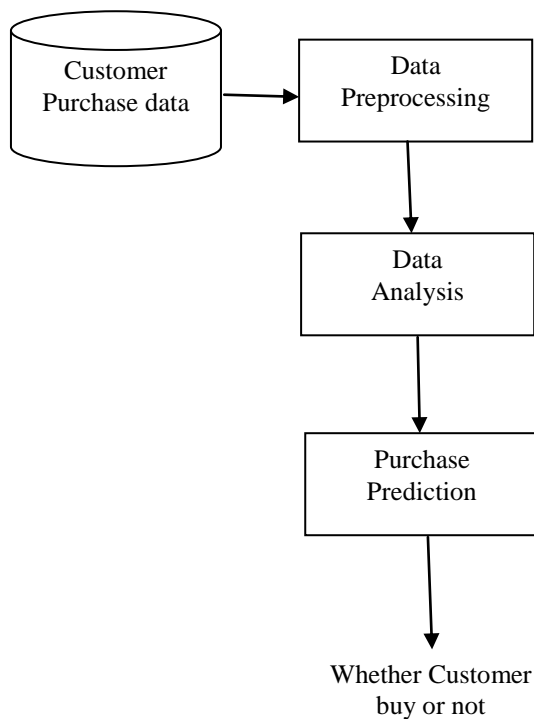 Customer
Purchase data
Data
Preprocessing
Data
Analysis
Purchase
Prediction
Whether Customer
buy or not